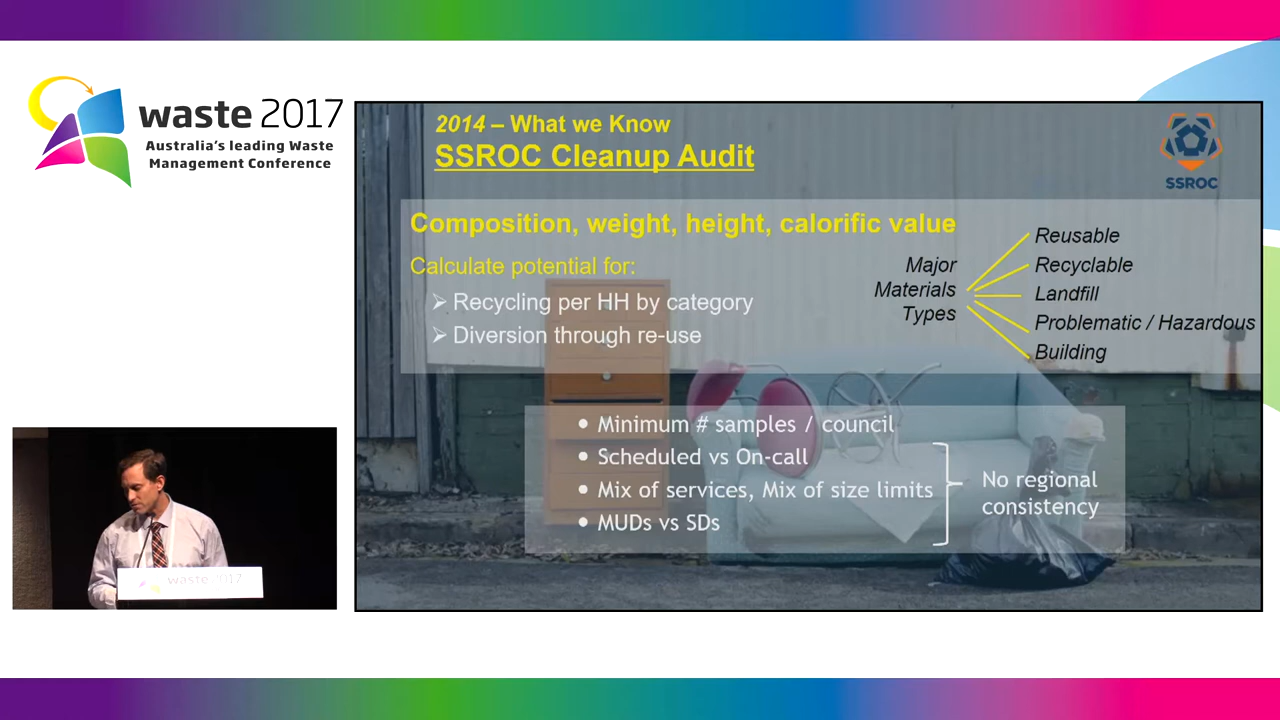 waste 2017
Australia's leading Waste
Management Conference
2014 – What we Know
SSROC Cleanup Audit
SSROC
Composition, weight, height, calorific value
Calculate potential for:
Recycling per HH by category
Diversion through re-use
Major
Materials
Types
Reusable
Recyclable
Landfill
Problematic / Hazardous
Building
Minimum # samples / council
Scheduled vs On-call
Mix of services, Mix of size limits
MUDs vs SDs
No regional
consistency
waste 2017